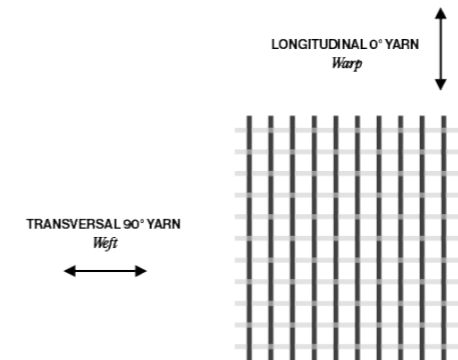 LONGITUDINAL 0° YARN
Warp
TRANSVERSAL 90° YARN
Weft